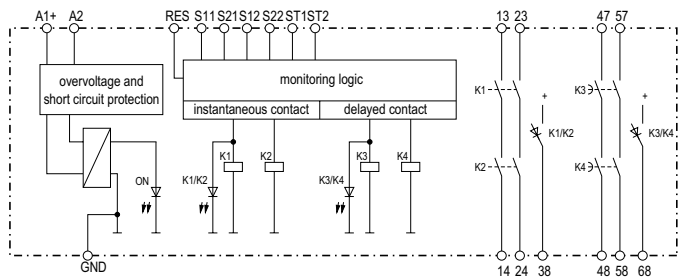 A1+ A2 RES S11 S21 S12 S22 ST1 ST2 13 23 47 57
overvoltage and
short circuit protection
monitoring logic
instantaneous contact delayed contact
K1 K3
+ +
K1/K2 K3/K4
K1 K2 K3 K4
ON K1/K2 K3/K4
K2 K4
GND 14 24 38 48 58 68